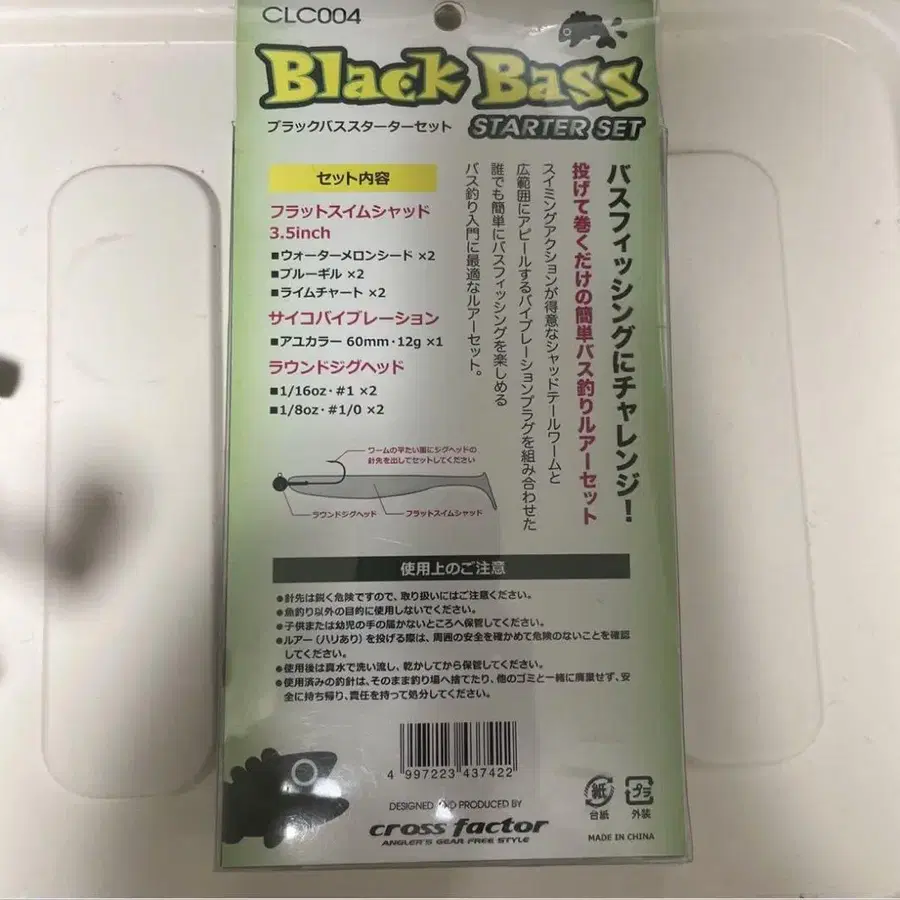 CLC004
Black Bass
ブラックバススターターセット
STARTER SET
バスフィッシングにチャレンジ!
投げて巻くだけの簡単バス釣りルアーセット
スイミングアクションが得意なシャッドテールワームと
広範囲にアピールするバイブレーションプラグを組み合わせた
誰でも簡単にバスフィッシングを楽しめる
バス釣り入門に最適なルアーセット。
セット内容
フラットスイムシャッド
3.5inch
■ウォーターメロンシード ×2
■ブルーギル ×2
■ライムチャート ×2
サイコバイブレーション
■アユカラー 60mm・12g ×1
ラウンドジグヘッド
■1/16oz・#1 ×2
■1/8oz・#1/0 ×2
ワームの平たい面にジグヘッドの
針先を出してセットしてください
ラウンドジグヘッド
フラットスイムシャッド
使用上のご注意
●針先は鋭く危険ですので、取り扱いにはご注意ください。
●魚釣り以外の目的に使用しないでください。
●子供または幼児の手の届かないところへ保管してください。
●ルアー(ハリあり)を投げる際は、周囲の安全を確かめて危険のないことを確認
してください。
●使用後は真水で洗い流し、乾かしてから保管してください。
●使用済みの釣針は、そのまま釣り場へ捨てたり、他のゴミと一緒に廃棄せず、安
全に持ち帰り、責任を持って処分してください。
4 997223 437422
DESIGNED AND PRODUCED BY
cross factor
ANGLER'S GEAR FREE STYLE
紙
台紙
プラ
外装
MADE IN CHINA